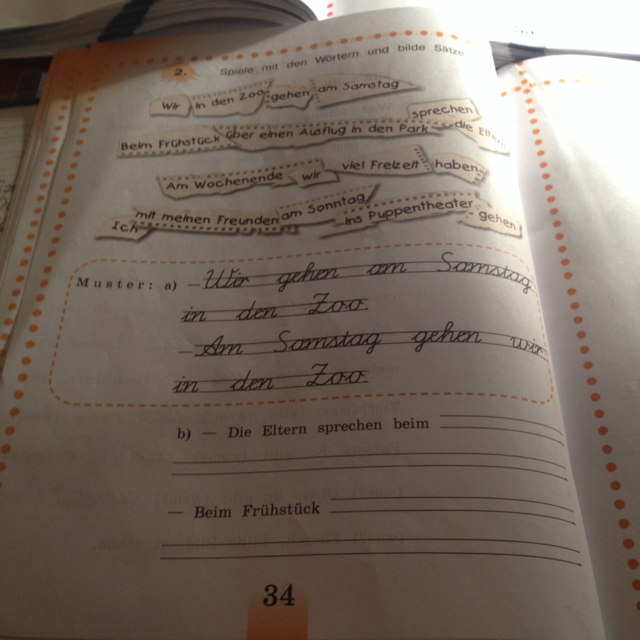 2. Spiele mit den Wörtern und bilde Sätze
Wir in den Zoo gehen am Samstag
sprechen
Beim Frühstück über einen Ausflug in den Park die Eltern
Am Wochenende wir viel Freizeit haben
Ich mit meinen Freunden am Sonntag ins Puppentheater gehen
Muster: a) – Wir gehen am Samstag
in den Zoo.
– Am Samstag gehen wir
in den Zoo.
b) — Die Eltern sprechen beim
— Beim Frühstück
34